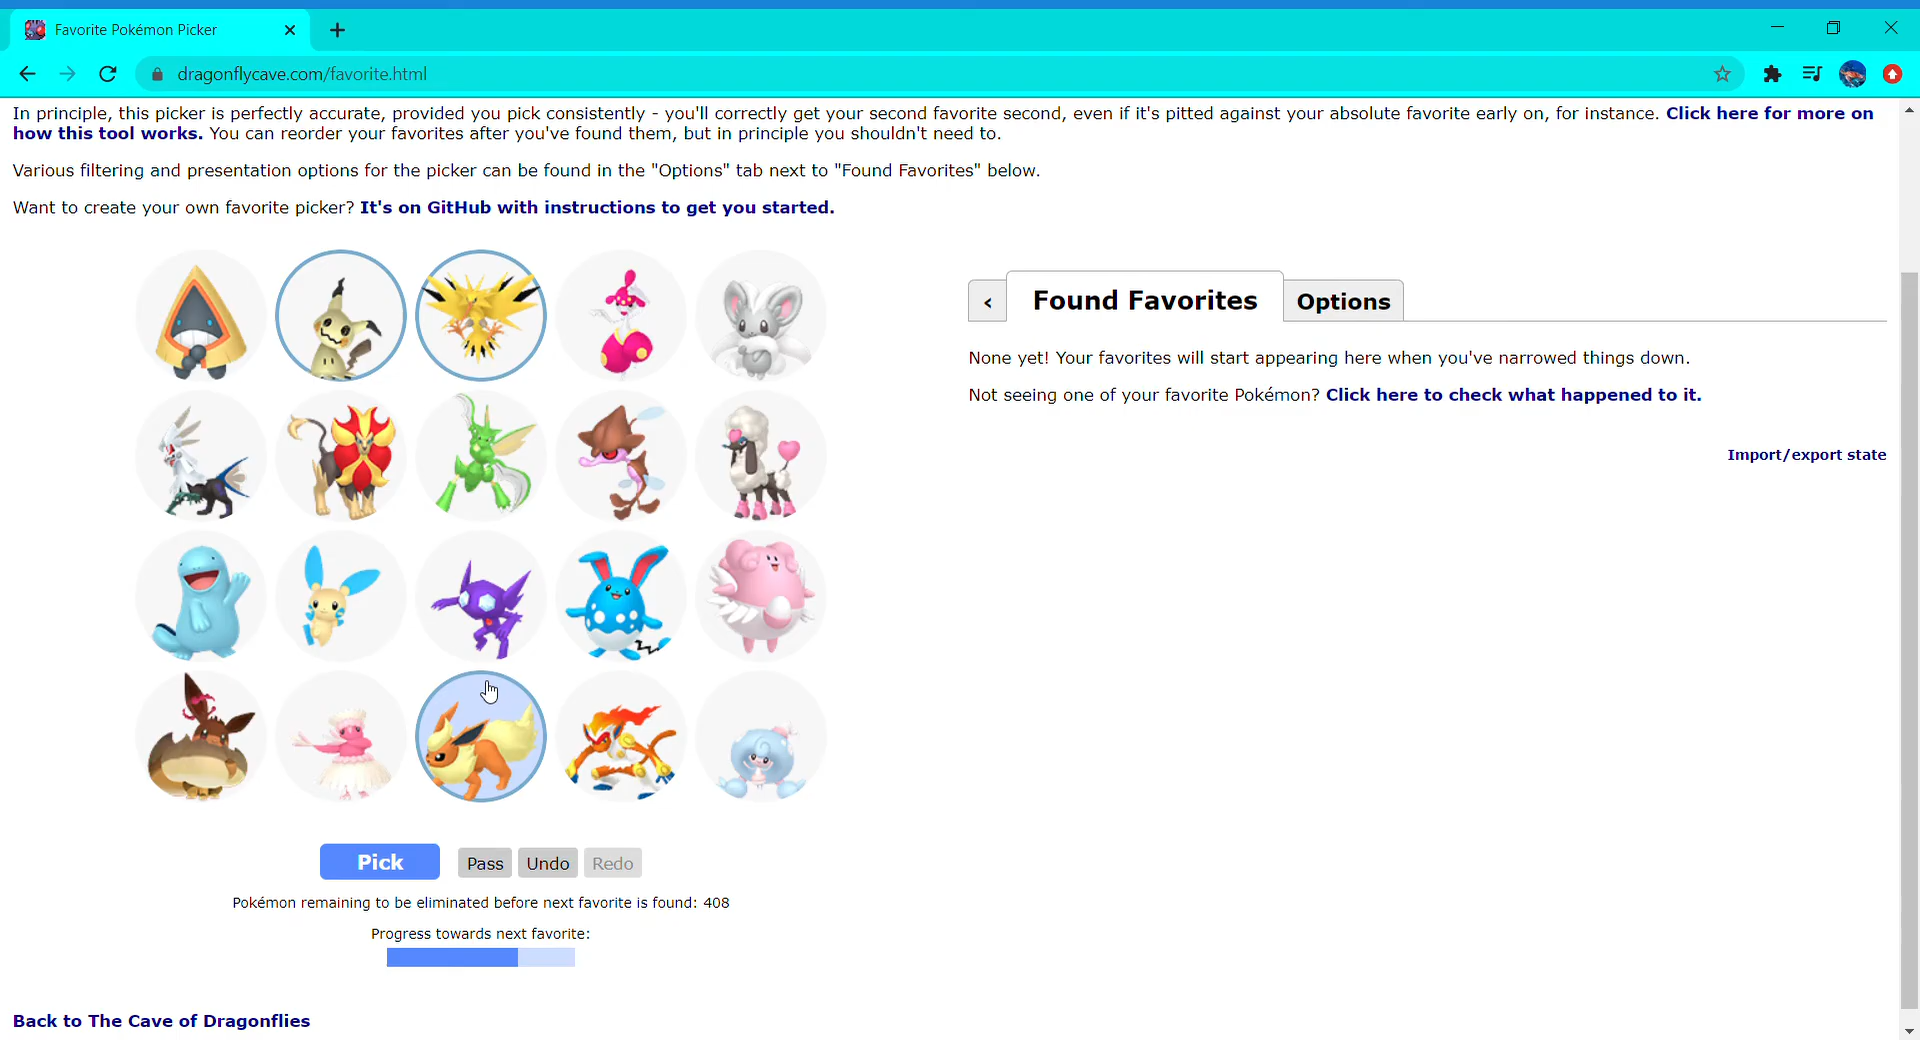 Favorite Pokémon Picker
dragonflycave.com/favorite.html
In principle, this picker is perfectly accurate, provided you pick consistently - you'll correctly get your second favorite second, even if it's pitted against your absolute favorite early on, for instance. Click here for more on
how this tool works. You can reorder your favorites after you've found them, but in principle you shouldn't need to.
Various filtering and presentation options for the picker can be found in the "Options" tab next to "Found Favorites" below.
Want to create your own favorite picker? It's on GitHub with instructions to get you started.
‹
Found Favorites
Options
None yet! Your favorites will start appearing here when you've narrowed things down.
Not seeing one of your favorite Pokémon? Click here to check what happened to it.
Import/export state
Pick
Pass
Undo
Redo
Pokémon remaining to be eliminated before next favorite is found: 408
Progress towards next favorite:
Back to The Cave of Dragonflies